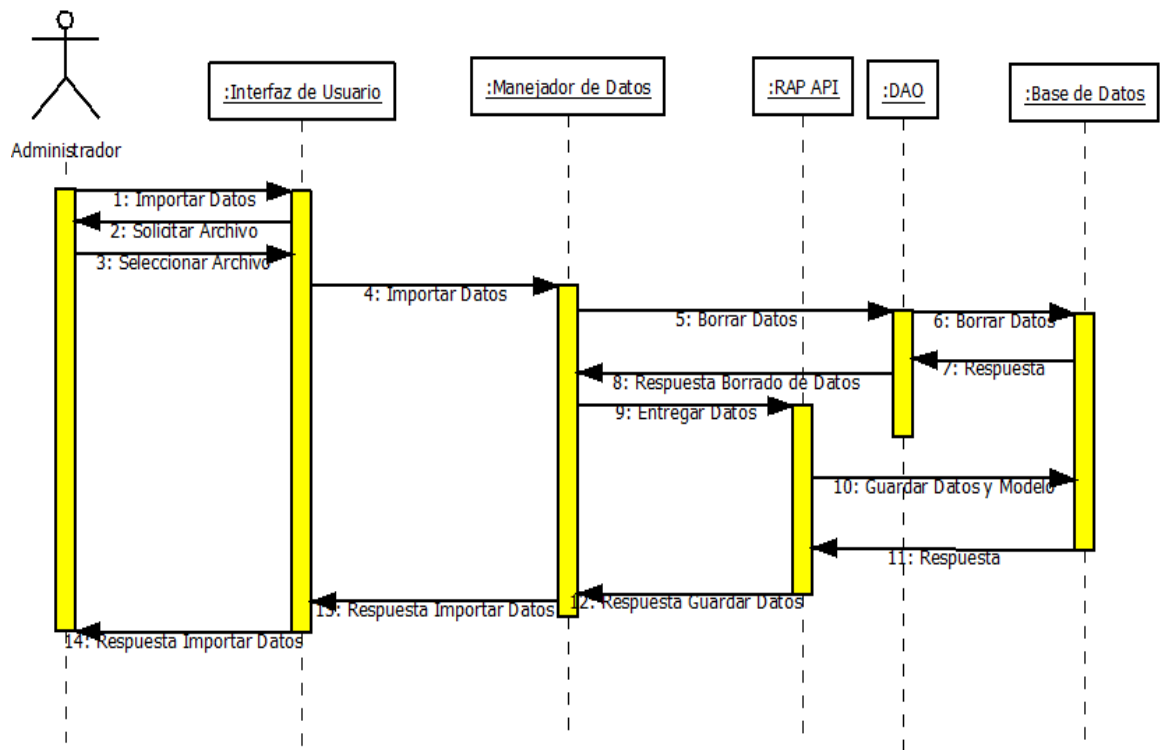 :Interfaz de Usuario
:Manejador de Datos
:RAP API
:DAO
:Base de Datos
Administrador
1: Importar Datos
2: Solicitar Archivo
3: Seleccionar Archivo
4: Importar Datos
5: Borrar Datos
6: Borrar Datos
7: Respuesta
8: Respuesta Borrado de Datos
9: Entregar Datos
10: Guardar Datos y Modelo
11: Respuesta
12: Respuesta Guardar Datos
13: Respuesta Importar Datos
14: Respuesta Importar Datos